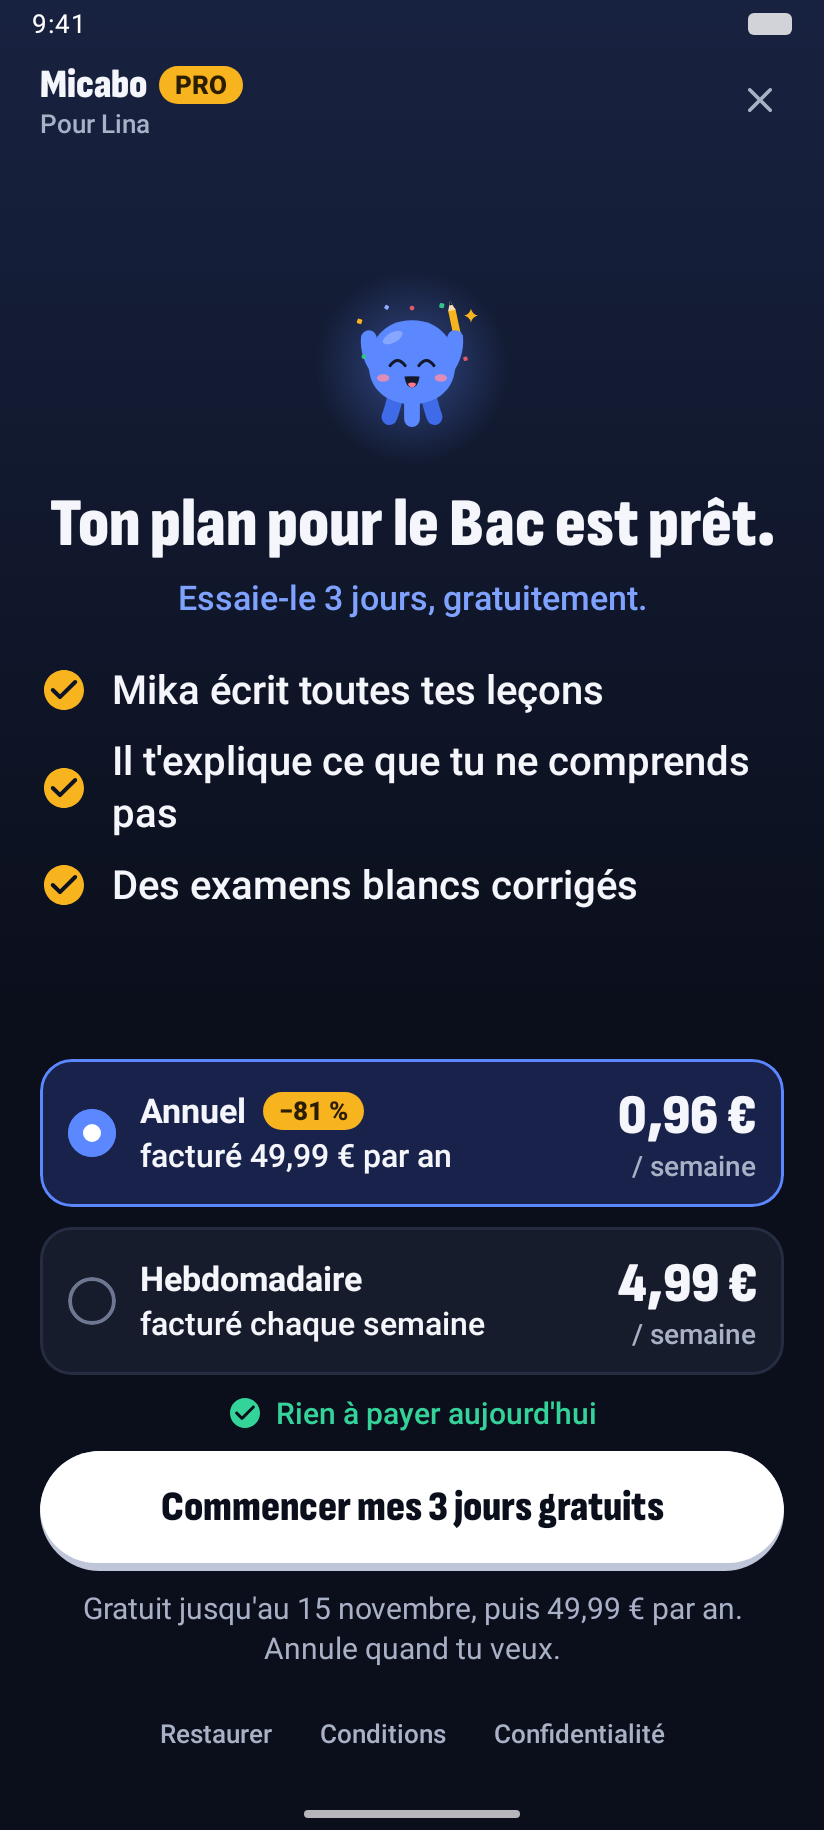 9:41
Micabo PRO
Pour Lina
Ton plan pour le Bac est prêt.
Essaie-le 3 jours, gratuitement.
Mika écrit toutes tes leçons
Il t'explique ce que tu ne comprends
pas
Des examens blancs corrigés
Annuel −81 %
facturé 49,99 € par an
0,96 €
/ semaine
Hebdomadaire
facturé chaque semaine
4,99 €
/ semaine
Rien à payer aujourd'hui
Commencer mes 3 jours gratuits
Gratuit jusqu'au 15 novembre, puis 49,99 € par an.
Annule quand tu veux.
Restaurer Conditions Confidentialité